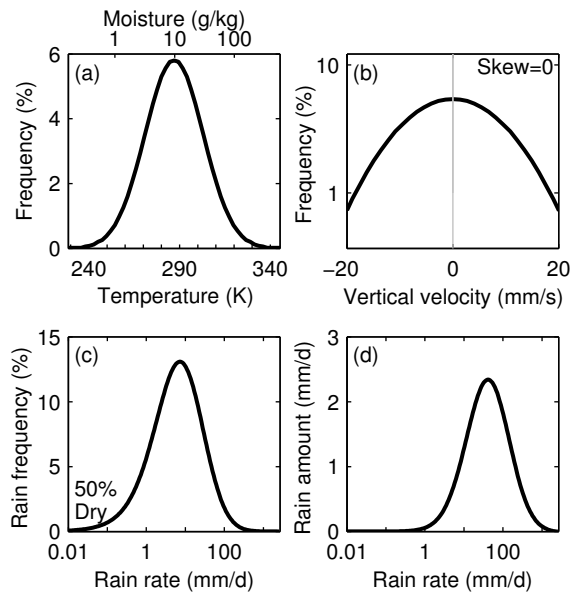 Moisture (g/kg)
1 10 100
(a)
6
4
2
0
Frequency (%)
240 290 340
Temperature (K)
(b)
Skew=0
10
1
Frequency (%)
−20 0 20
Vertical velocity (mm/s)
(c)
15
10
5
0
Rain frequency (%)
50%
Dry
0.01 1 100
Rain rate (mm/d)
(d)
3
2
1
0
Rain amount (mm/d)
0.01 1 100
Rain rate (mm/d)